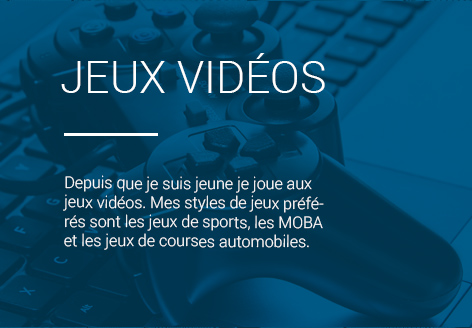 JEUX VIDÉOS
Depuis que je suis jeune je joue aux
jeux vidéos. Mes styles de jeux préfé-
rés sont les jeux de sports, les MOBA
et les jeux de courses automobiles.